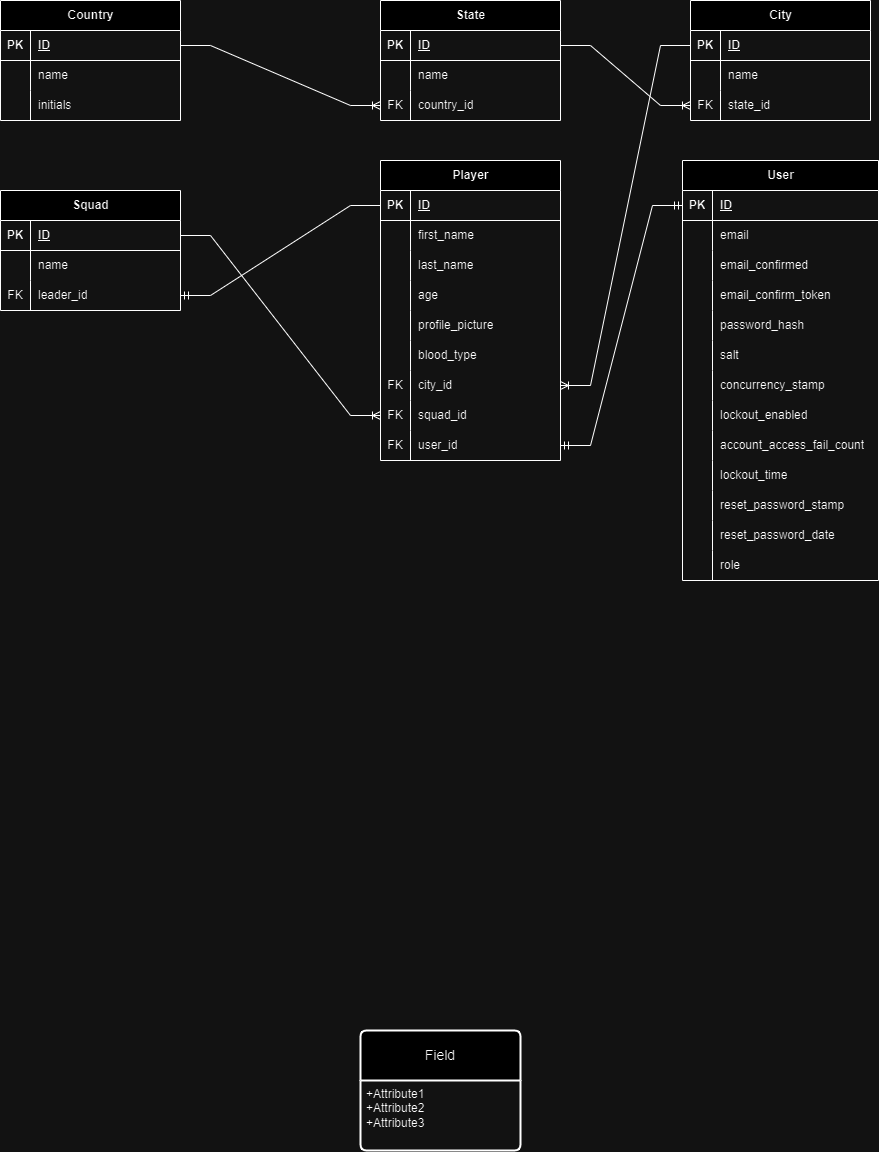 Country
PK ID
name
initials
State
PK ID
name
FK country_id
City
PK ID
name
FK state_id
Squad
PK ID
name
FK leader_id
Player
PK ID
first_name
last_name
age
profile_picture
blood_type
FK city_id
FK squad_id
FK user_id
User
PK ID
email
email_confirmed
email_confirm_token
password_hash
salt
concurrency_stamp
lockout_enabled
account_access_fail_count
lockout_time
reset_password_stamp
reset_password_date
role
Field
+Attribute1
+Attribute2
+Attribute3